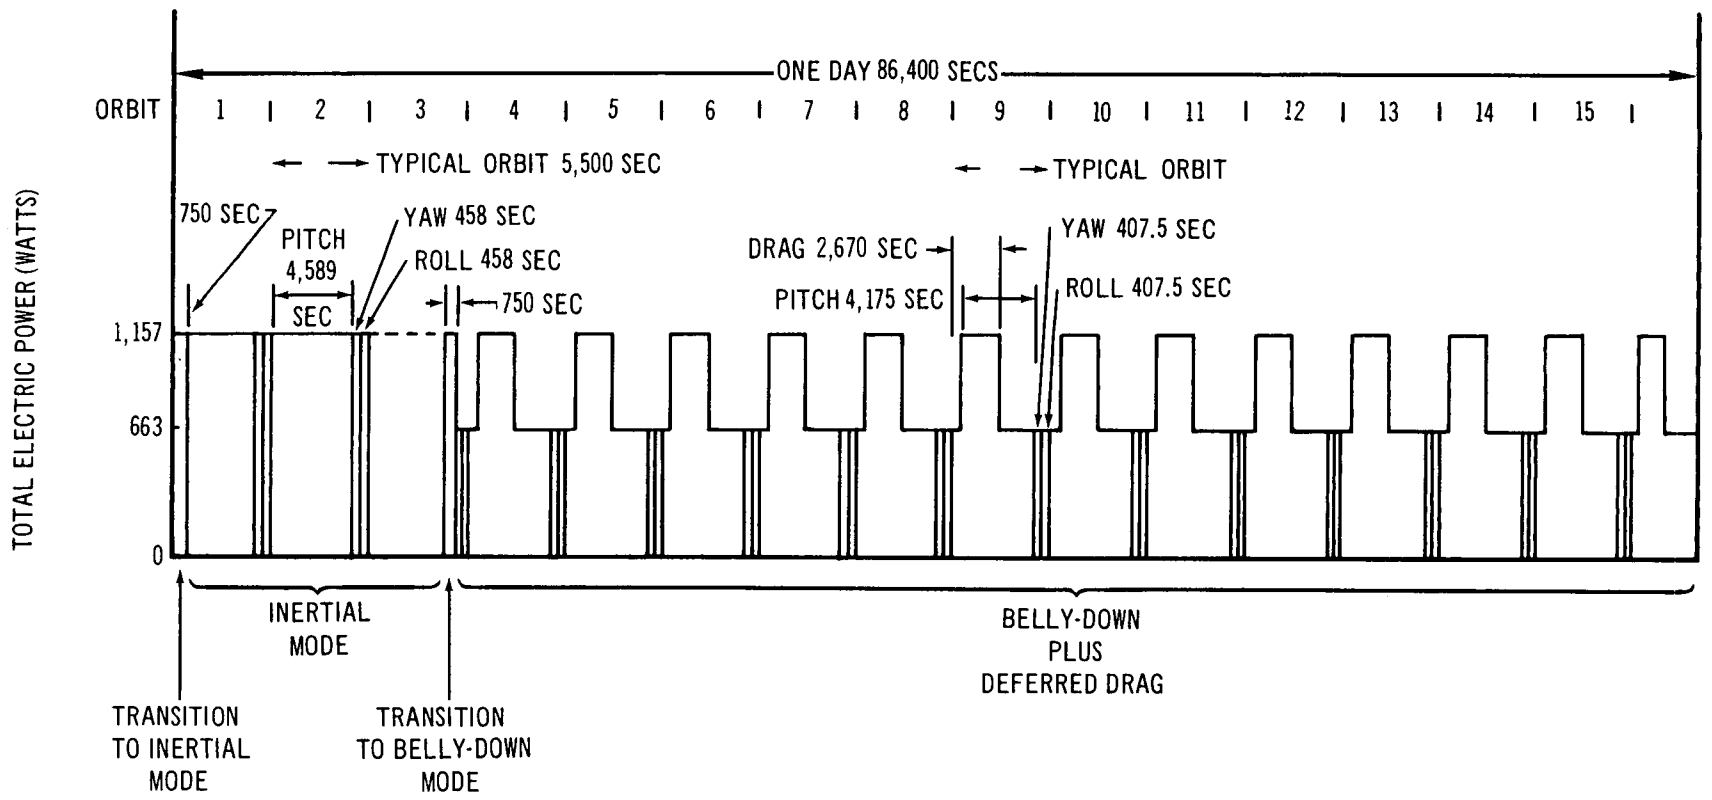 ONE DAY 86,400 SECS
ORBIT 1 2 3 4 5 6 7 8 9 10 11 12 13 14 15
TYPICAL ORBIT 5,500 SEC
TYPICAL ORBIT
750 SEC
YAW 458 SEC
PITCH
4,589
SEC
ROLL 458 SEC
750 SEC
DRAG 2,670 SEC
YAW 407.5 SEC
PITCH 4,175 SEC
ROLL 407.5 SEC
TOTAL ELECTRIC POWER (WATTS)
1,157
663
0
INERTIAL
MODE
BELLY-DOWN
PLUS
DEFERRED DRAG
TRANSITION
TO INERTIAL
MODE
TRANSITION
TO BELLY-DOWN
MODE